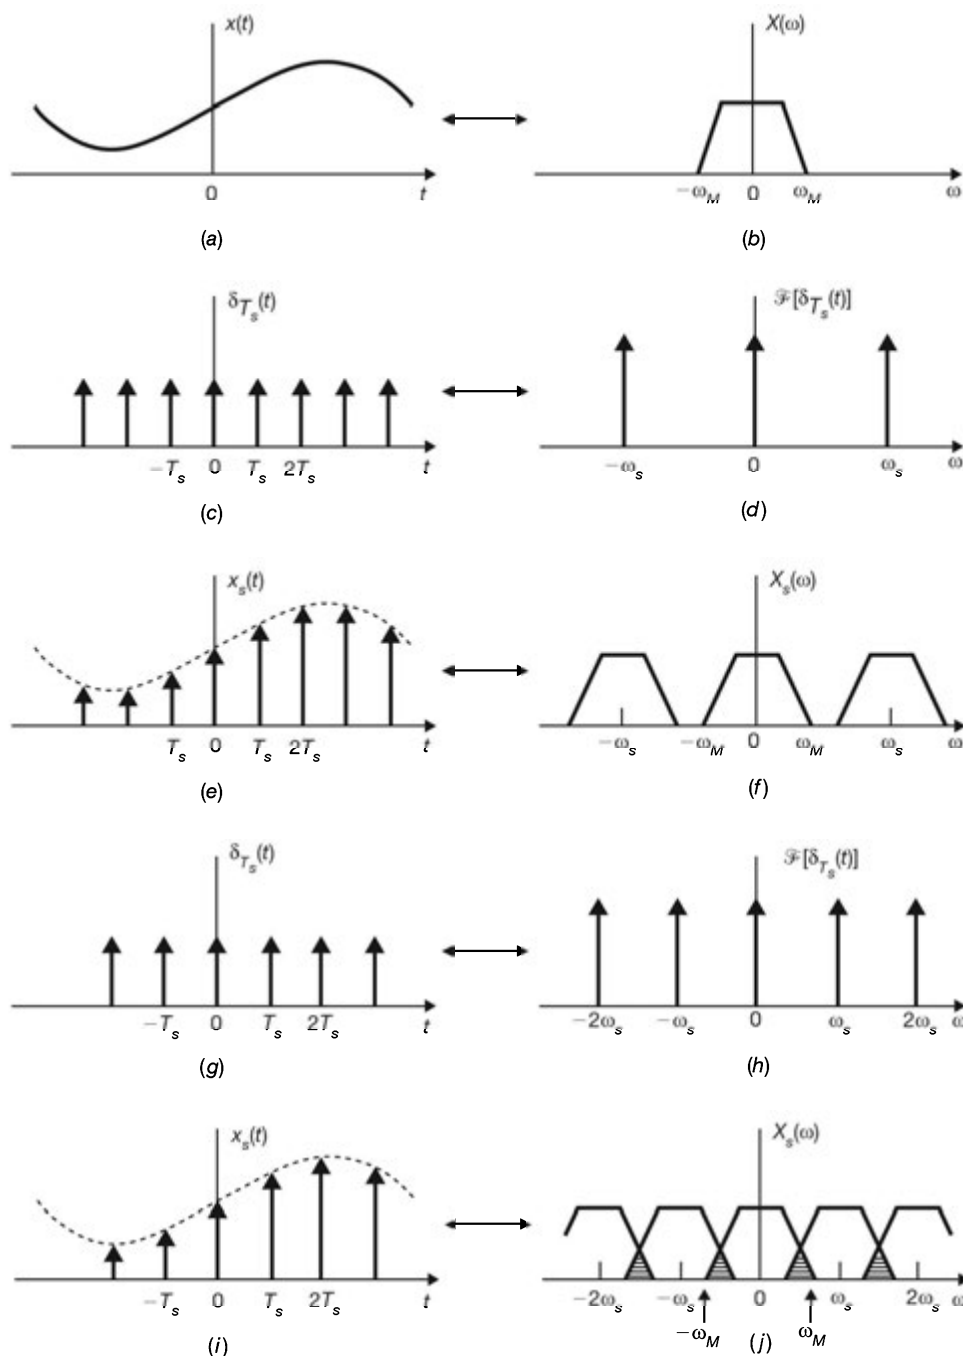 x(t) X(ω)
0 t −ω_M 0 ω_M ω
(a) (b)
δ_{T_s}(t) ℱ[δ_{T_s}(t)]
−T_s 0 T_s 2T_s t −ω_s 0 ω_s ω
(c) (d)
x_s(t) X_s(ω)
T_s 0 T_s 2T_s t −ω_s −ω_M 0 ω_M ω_s ω
(e) (f)
δ_{T_s}(t) ℱ[δ_{T_s}(t)]
−T_s 0 T_s 2T_s t −2ω_s −ω_s 0 ω_s 2ω_s ω
(g) (h)
x_s(t) X_s(ω)
−T_s 0 T_s 2T_s t −2ω_s −ω_s 0 ω_s 2ω_s ω
−ω_M ω_M
(i) (j)